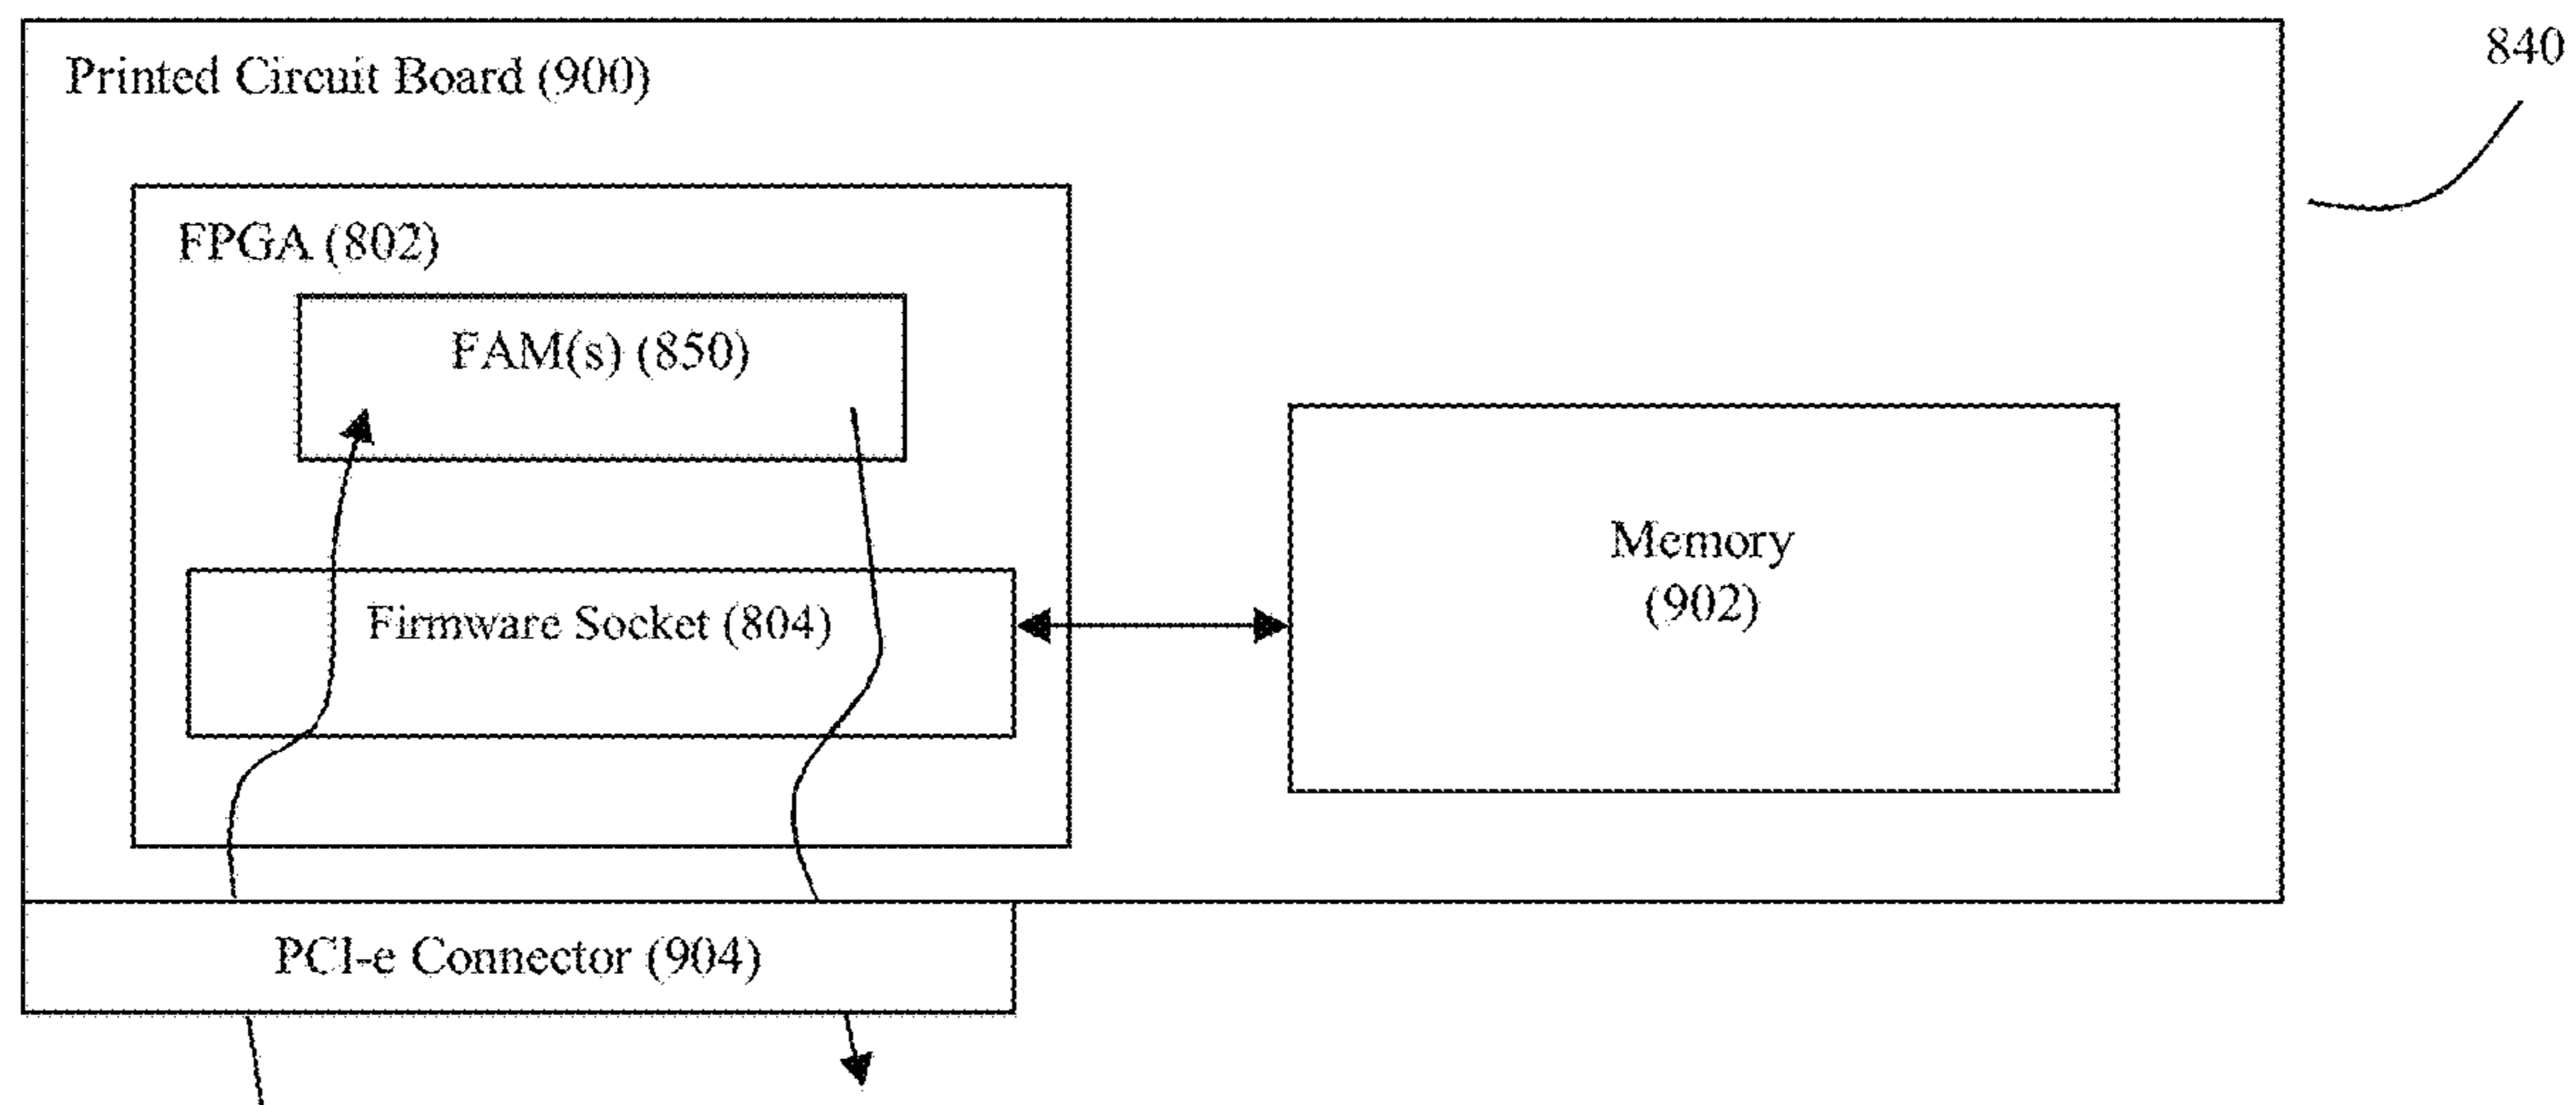 Printed Circuit Board (900)
840
FPGA (802)
FAM(s) (850)
Memory
(902)
Firmware Socket (804)
PCI-e Connector (904)